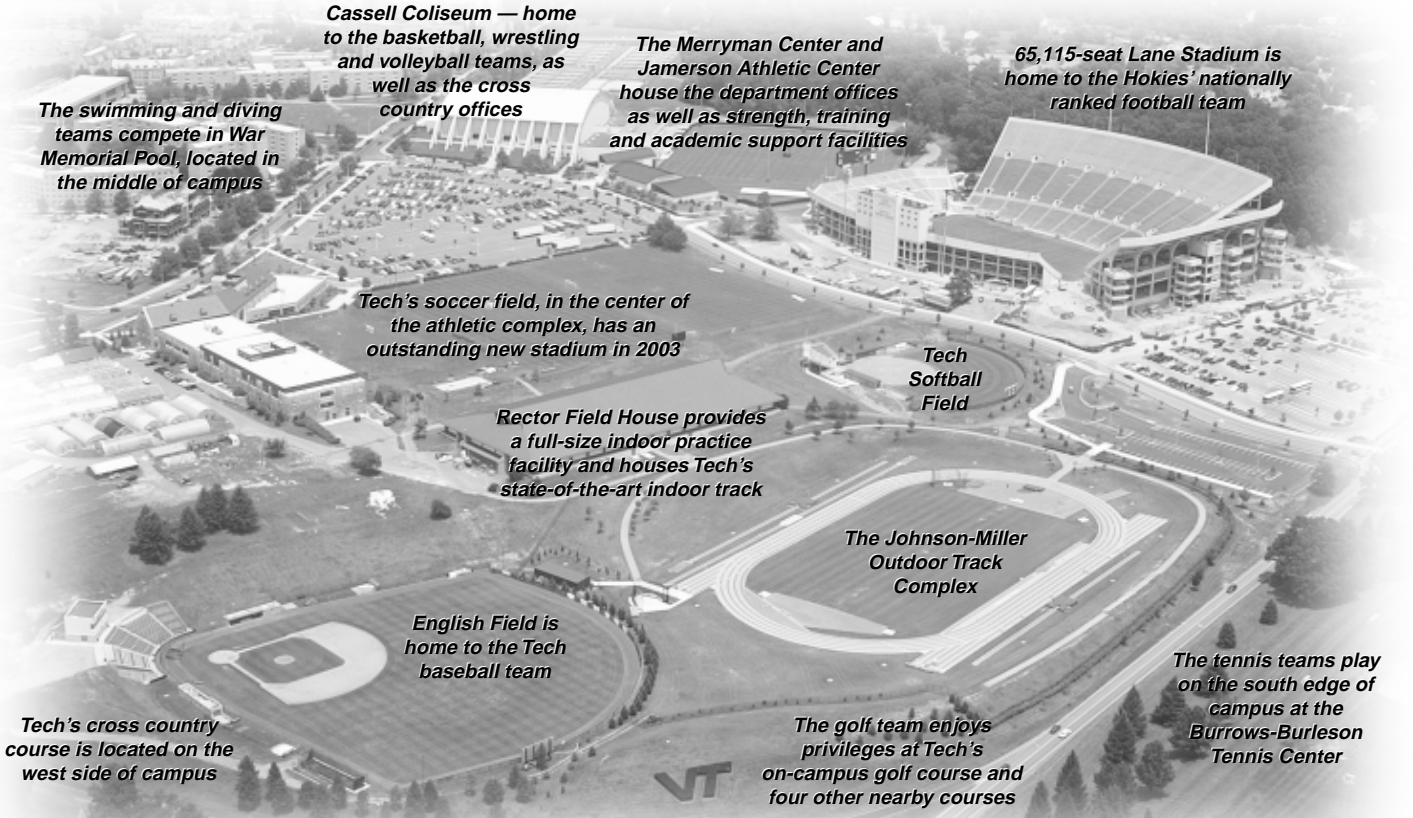 Cassell Coliseum — home
to the basketball, wrestling
and volleyball teams, as
well as the cross
country offices
The Merryman Center and
Jamerson Athletic Center
house the department offices
as well as strength, training
and academic support facilities
65,115-seat Lane Stadium is
home to the Hokies’ nationally
ranked football team
The swimming and diving
teams compete in War
Memorial Pool, located in
the middle of campus
Tech’s soccer field, in the center of
the athletic complex, has an
outstanding new stadium in 2003
Tech
Softball
Field
Rector Field House provides
a full-size indoor practice
facility and houses Tech’s
state-of-the-art indoor track
The Johnson-Miller
Outdoor Track
Complex
English Field is
home to the Tech
baseball team
The tennis teams play
on the south edge of
campus at the
Burrows-Burleson
Tennis Center
Tech’s cross country
course is located on the
west side of campus
The golf team enjoys
privileges at Tech’s
on-campus golf course and
four other nearby courses
VT